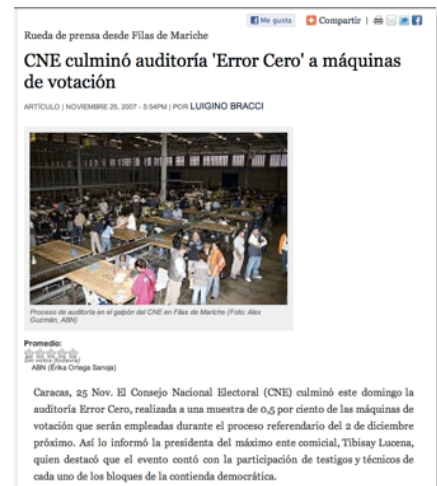 Me gusta Compartir |
Rueda de prensa desde Filas de Mariche
CNE culminó auditoría 'Error Cero' a máquinas
de votación
ARTÍCULO | NOVIEMBRE 25, 2007 - 5:54PM | POR LUIGINO BRACCI
Proceso de auditoría en el galpón del CNE en Filas de Mariche (Foto: Alex
Guzmán, ABN)
Promedio:
Sin votos (todavía)
ABN (Érika Ortega Sanoja)
Caracas, 25 Nov. El Consejo Nacional Electoral (CNE) culminó este domingo la
auditoría Error Cero, realizada a una muestra de 0,5 por ciento de las máquinas de
votación que serán empleadas durante el proceso referendario del 2 de diciembre
próximo. Así lo informó la presidenta del máximo ente comicial, Tibisay Lucena,
quien destacó que el evento contó con la participación de testigos y técnicos de
cada uno de los bloques de la contienda democrática.